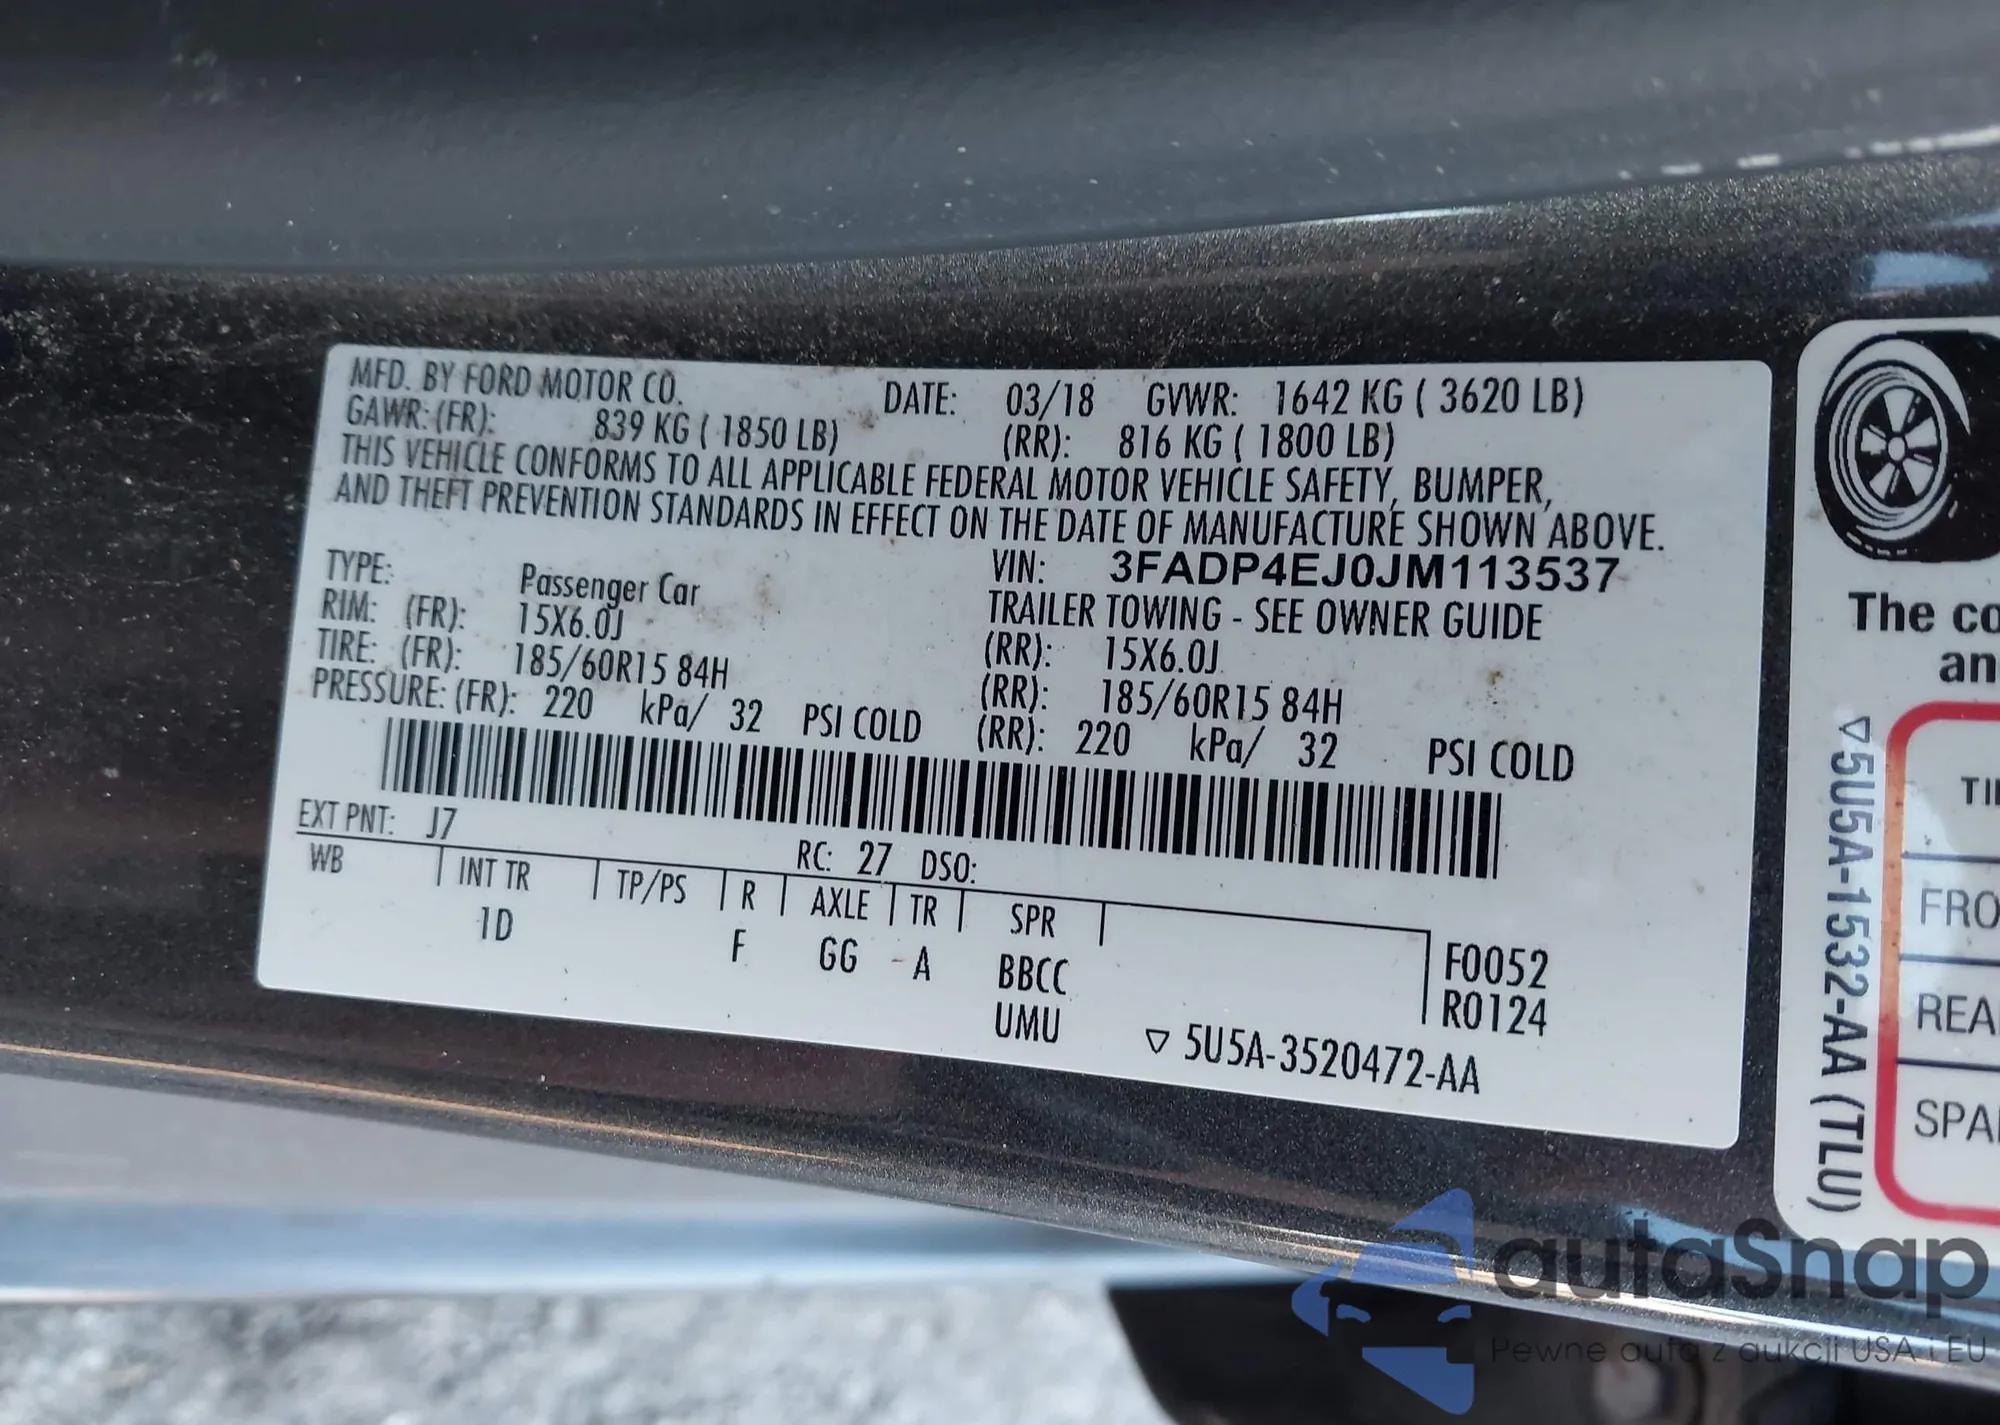 MFD. BY FORD MOTOR CO. DATE: 03/18 GVWR: 1642 KG ( 3620 LB)
GAWR: (FR): 839 KG ( 1850 LB) (RR): 816 KG ( 1800 LB)
THIS VEHICLE CONFORMS TO ALL APPLICABLE FEDERAL MOTOR VEHICLE SAFETY, BUMPER,
AND THEFT PREVENTION STANDARDS IN EFFECT ON THE DATE OF MANUFACTURE SHOWN ABOVE.
VIN: 3FADP4EJ0JM113537
TYPE: Passenger Car TRAILER TOWING - SEE OWNER GUIDE
RIM: (FR): 15X6.0J (RR): 15X6.0J
TIRE: (FR): 185/60R15 84H (RR): 185/60R15 84H
PRESSURE: (FR): 220 kPa/ 32 PSI COLD (RR): 220 kPa/ 32 PSI COLD
EXT PNT: J7 RC: 27 DSO:
WB INT TR TP/PS R AXLE TR SPR
1D F GG A BBCC F0052
UMU R0124
▽ 5U5A-3520472-AA
The co
an
▽5U5A-1532-AA (TLU)
TI
FRO
REA
SPA
autaSnap
Pewne auta z aukcji USA i EU